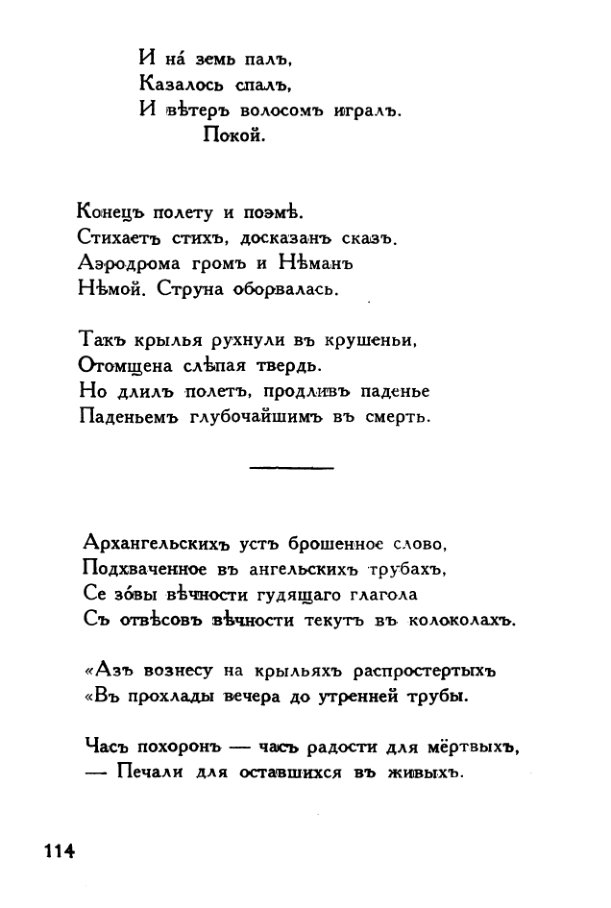 И на́ земь палъ,
Казалось спалъ,
И вѣтеръ волосомъ игралъ.
Покой.
Конецъ полету и поэмѣ.
Стихаетъ стихъ, досказанъ сказъ.
Аэродрома громъ и Нѣманъ
Нѣмой. Струна оборвалась.
Такъ крылья рухнули въ крушеньи,
Отомщена слѣпая твердь.
Но длилъ полетъ, продливъ паденье
Паденьемъ глубочайшимъ въ смерть.
Архангельскихъ устъ брошенное слово,
Подхваченное въ ангельскихъ трубахъ,
Се зо́вы вѣчности гудящаго глагола
Съ отвѣсовъ вѣчности текутъ въ колоколахъ.
«Азъ вознесу на крыльяхъ распростертыхъ
«Въ прохлады вечера до утренней трубы.
Часъ похоронъ — часъ радости для мёртвыхъ,
— Печали для оставшихся въ живыхъ.
114